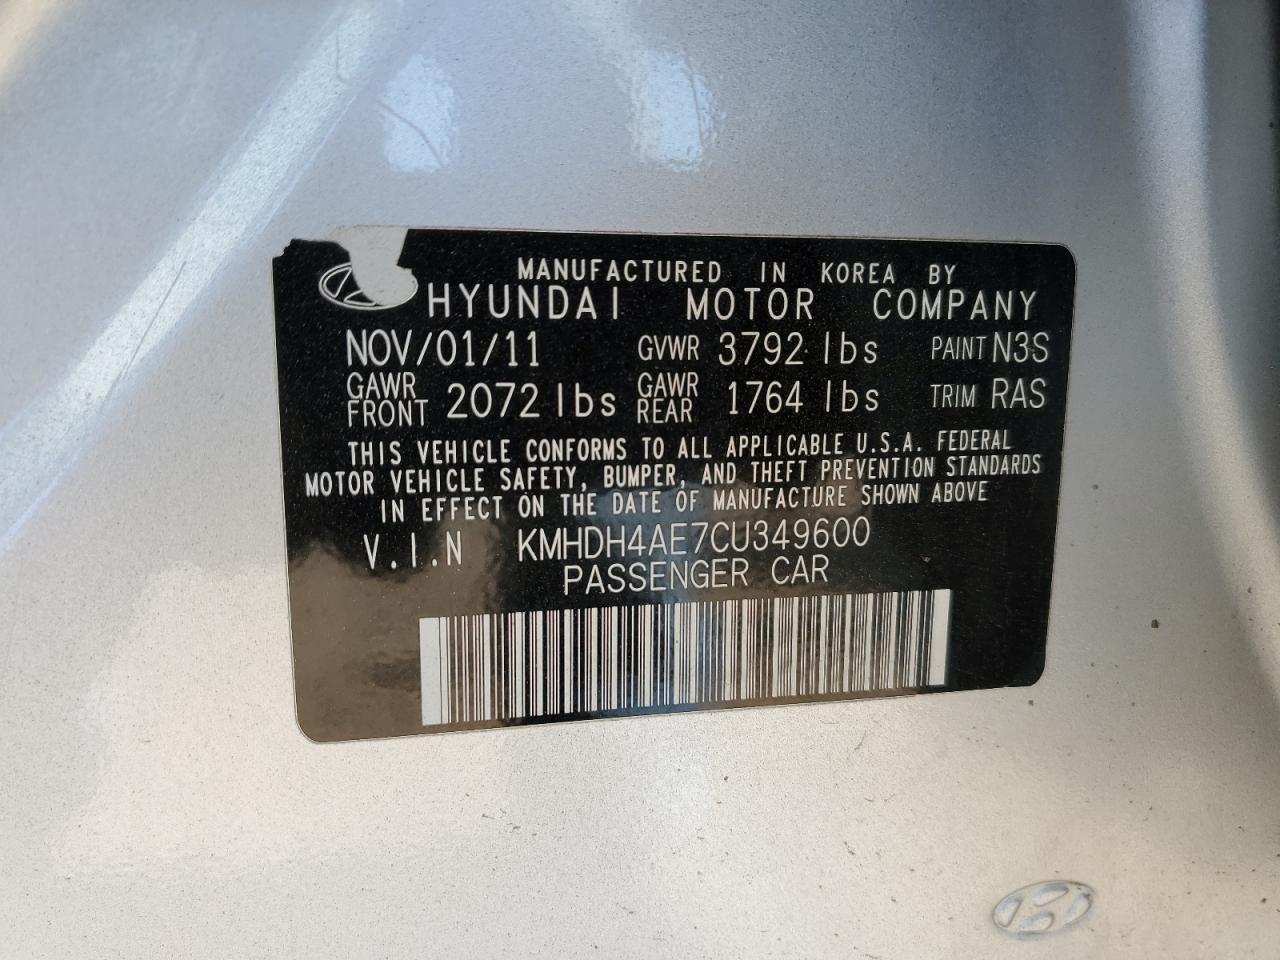 MANUFACTURED IN KOREA BY
HYUNDAI MOTOR COMPANY
NOV/01/11 GVWR 3792 lbs PAINT N3S
GAWR FRONT 2072 lbs GAWR REAR 1764 lbs TRIM RAS
THIS VEHICLE CONFORMS TO ALL APPLICABLE U.S.A. FEDERAL
MOTOR VEHICLE SAFETY, BUMPER, AND THEFT PREVENTION STANDARDS
IN EFFECT ON THE DATE OF MANUFACTURE SHOWN ABOVE
V.I.N KMHDH4AE7CU349600
PASSENGER CAR